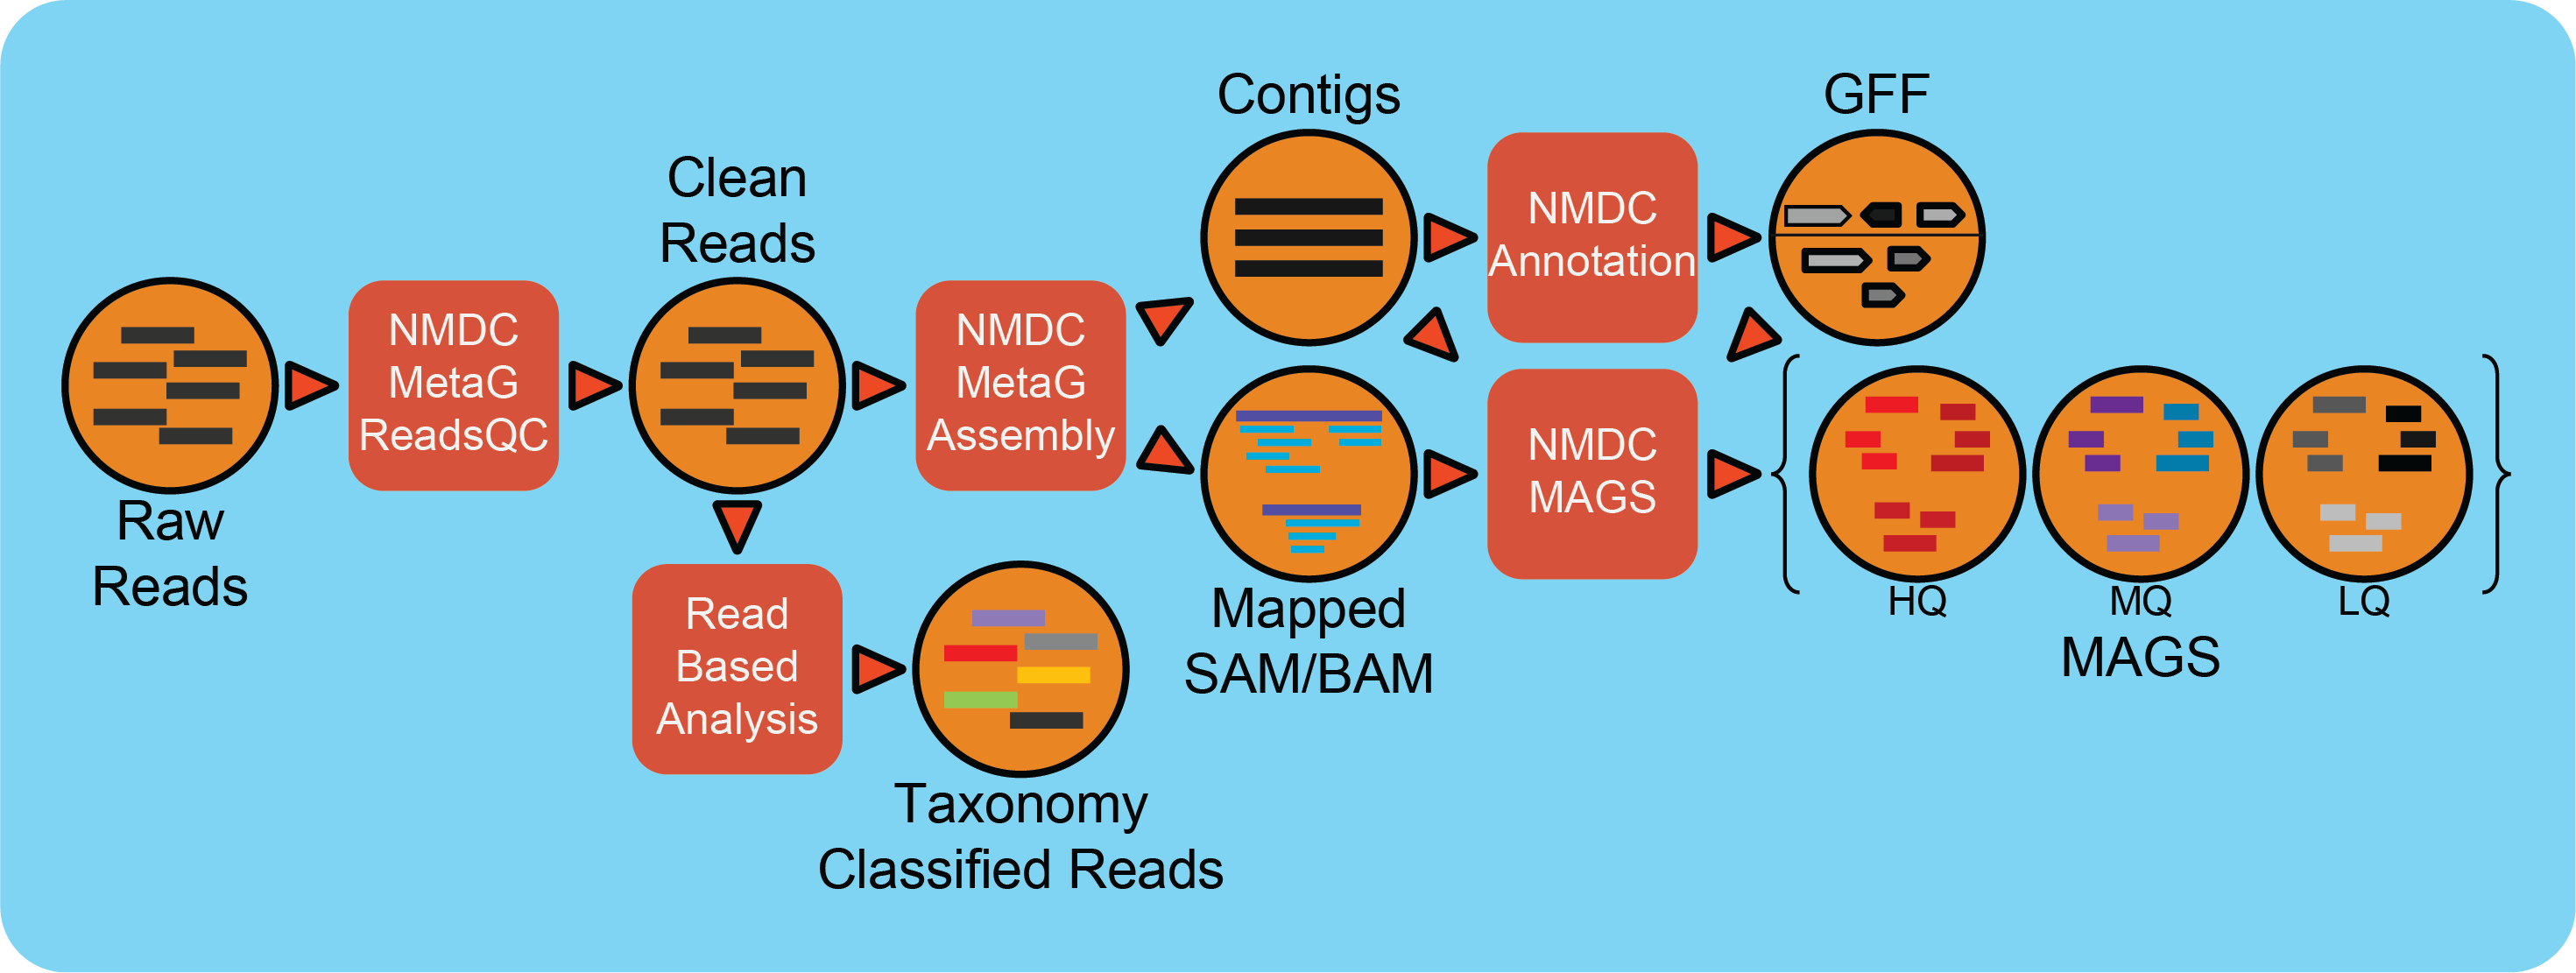 Raw
Reads
NMDC
MetaG
ReadsQC
Clean
Reads
NMDC
MetaG
Assembly
Read
Based
Analysis
Taxonomy
Classified Reads
Contigs
Mapped
SAM/BAM
NMDC
Annotation
GFF
NMDC
MAGS
HQ
MQ
LQ
MAGS